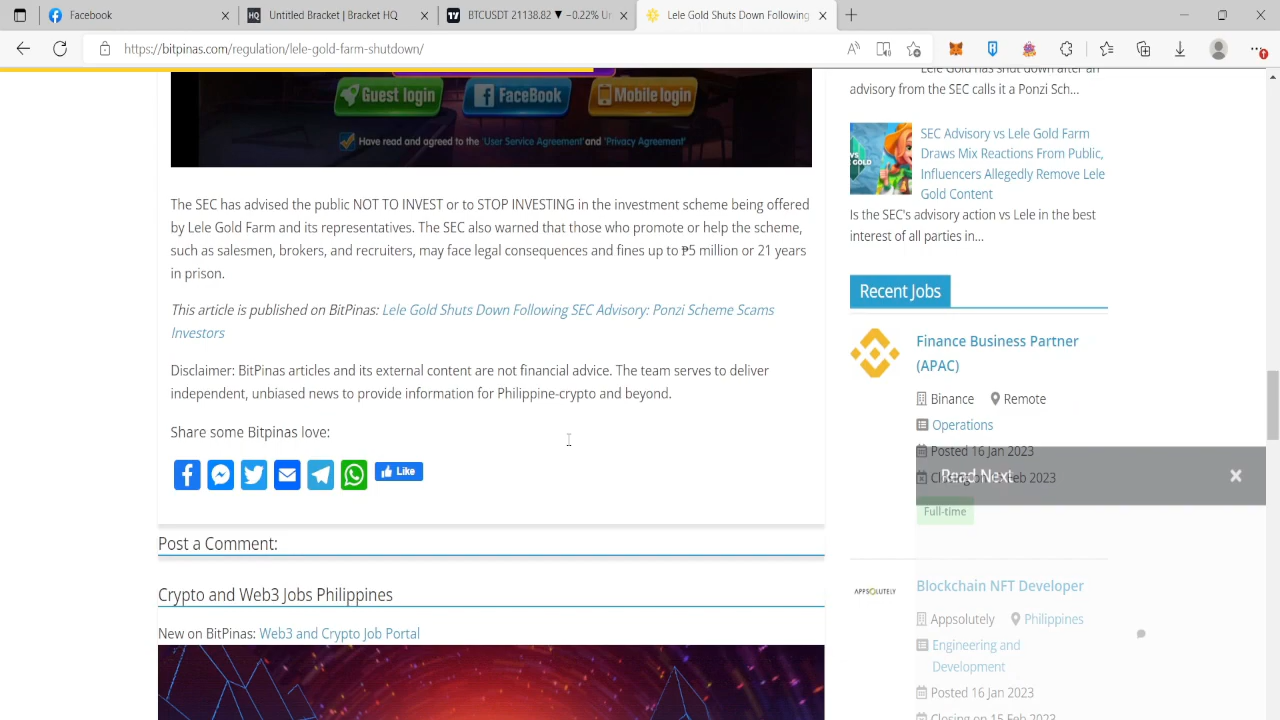 Facebook
Initial Bracket | Bracket HQ
BTCUSDT 21138.82 ▼ −0.22% Un
Lele Gold Shuts Down Following
https://bitpinas.com/regulation/lele-gold-farm-shutdown/
Guest login
FaceBook
Mobile login
Have read and agreed to the 'User Service Agreement' and 'Privacy Agreement'
The SEC has advised the public NOT TO INVEST or to STOP INVESTING in the investment scheme being offered
by Lele Gold Farm and its representatives. The SEC also warned that those who promote or help the scheme,
such as salesmen, brokers, and recruiters, may face legal consequences and fines up to ₱5 million or 21 years
in prison.
This article is published on BitPinas: Lele Gold Shuts Down Following SEC Advisory: Ponzi Scheme Scams
Investors
Disclaimer: BitPinas articles and its external content are not financial advice. The team serves to deliver
independent, unbiased news to provide information for Philippine-crypto and beyond.
Share some Bitpinas love:
Like
Post a Comment:
Crypto and Web3 Jobs Philippines
New on BitPinas: Web3 and Crypto Job Portal
Lele Gold has shut down after an
advisory from the SEC calls it a Ponzi Sch...
SEC Advisory vs Lele Gold Farm
Draws Mix Reactions From Public,
Influencers Allegedly Remove Lele
Gold Content
Is the SEC's advisory action vs Lele in the best
interest of all parties in...
Recent Jobs
Finance Business Partner
(APAC)
Binance Remote
Operations
Posted 16 Jan 2023
Closing on 15 Feb 2023
Read Next
Full-time
APPSOLUTELY
Blockchain NFT Developer
Appsolutely Philippines
Engineering and
Development
Posted 16 Jan 2023
Closing on 15 Feb 2023